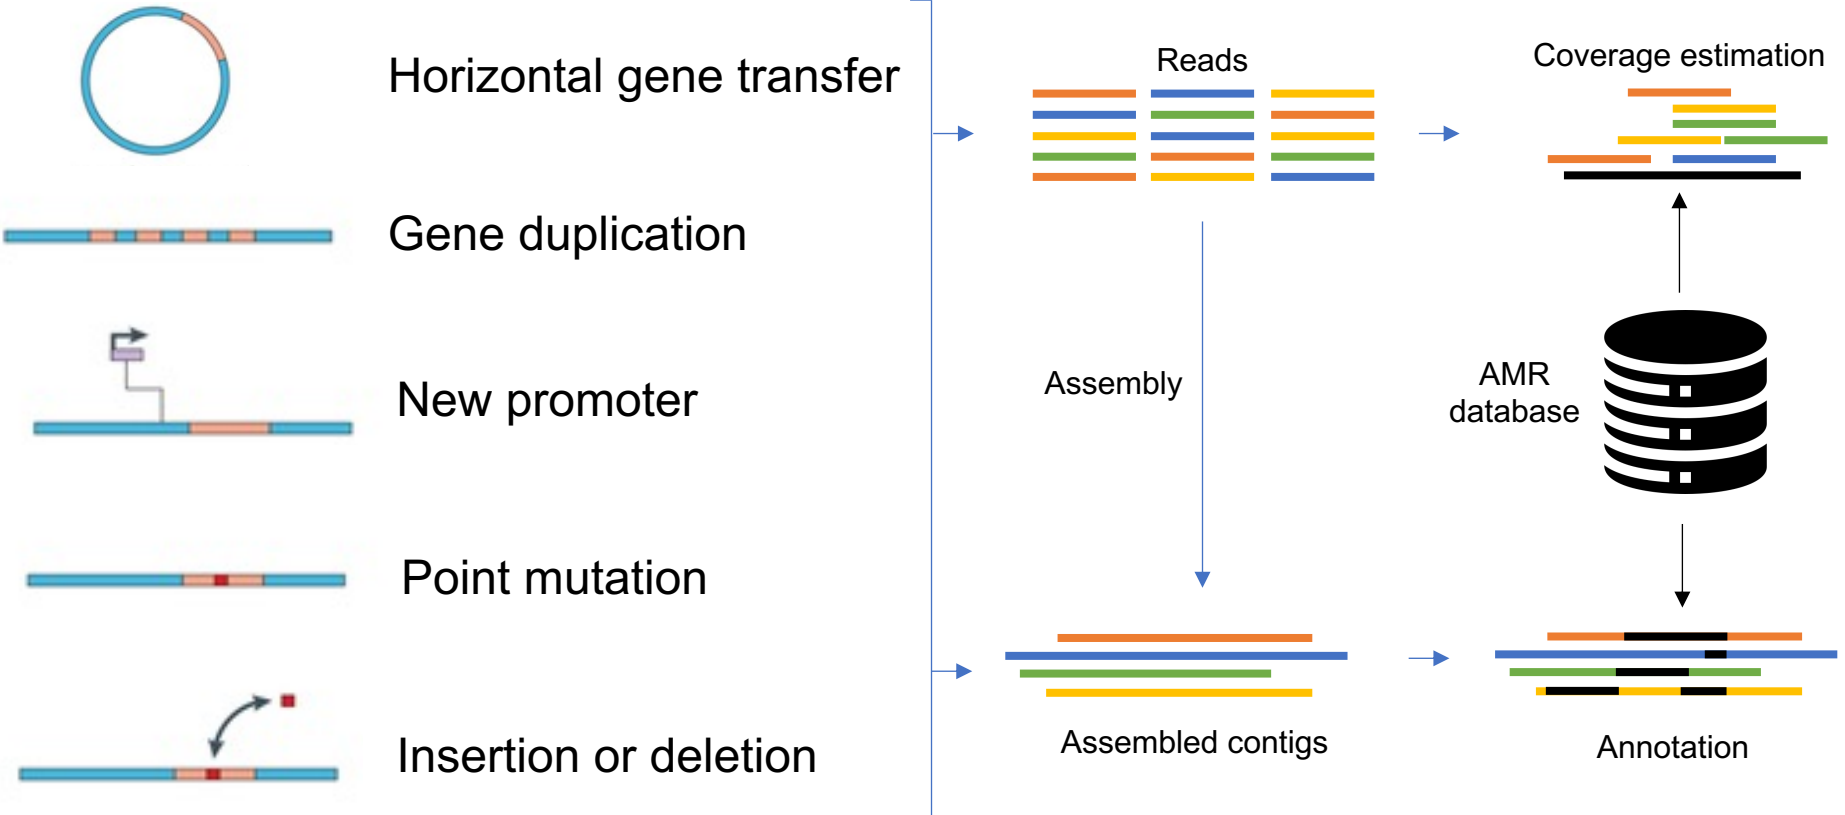 Horizontal gene transfer
Gene duplication
New promoter
Point mutation
Insertion or deletion
Reads
Coverage estimation
Assembly
AMR
database
Assembled contigs
Annotation